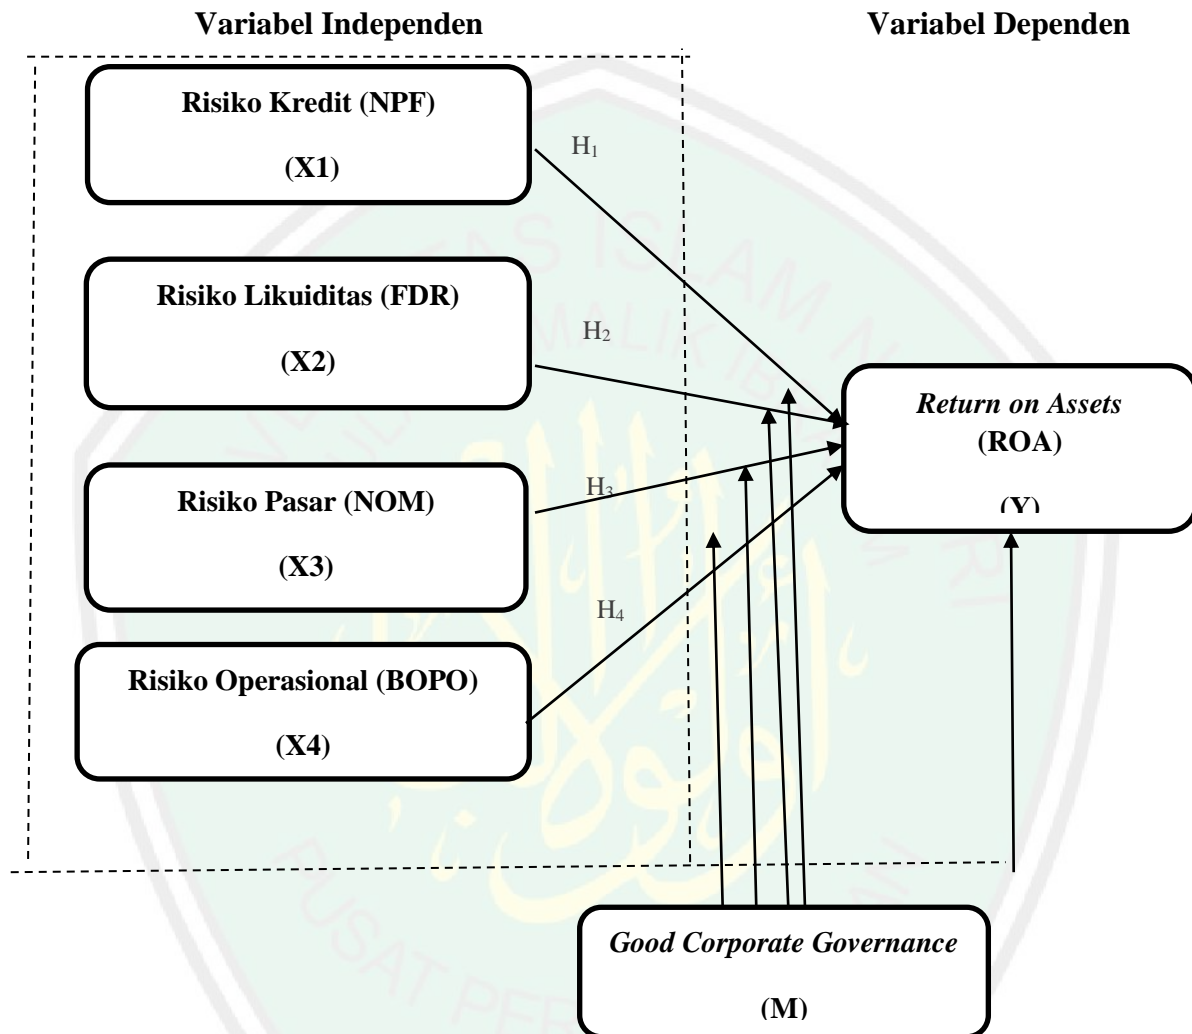 Variabel Independen
Variabel Dependen
Risiko Kredit (NPF)
(X1)
H₁
Risiko Likuiditas (FDR)
(X2)
H₂
Return on Assets
(ROA)
(Y)
Risiko Pasar (NOM)
(X3)
H₃
Risiko Operasional (BOPO)
(X4)
H₄
Good Corporate Governance
(M)